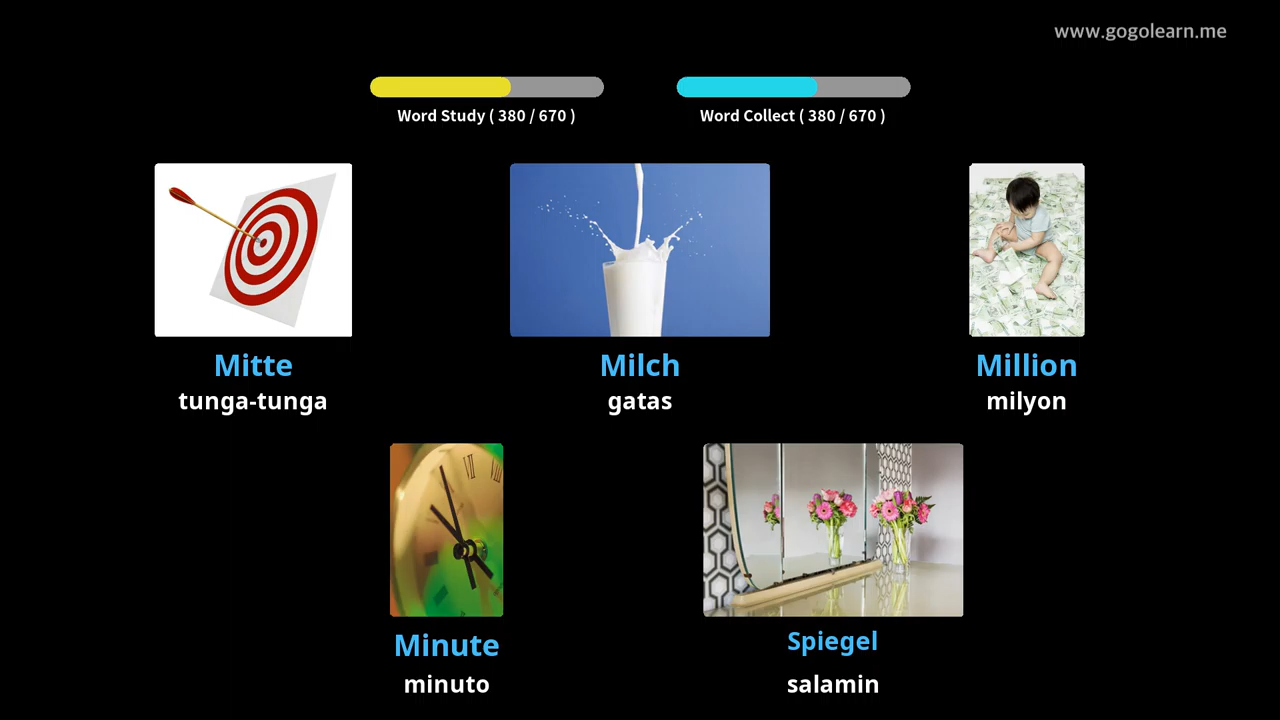 www.gogolearn.me
Word Study ( 380 / 670 )
Word Collect ( 380 / 670 )
Mitte
tunga-tunga
Milch
gatas
Million
milyon
Minute
minuto
Spiegel
salamin